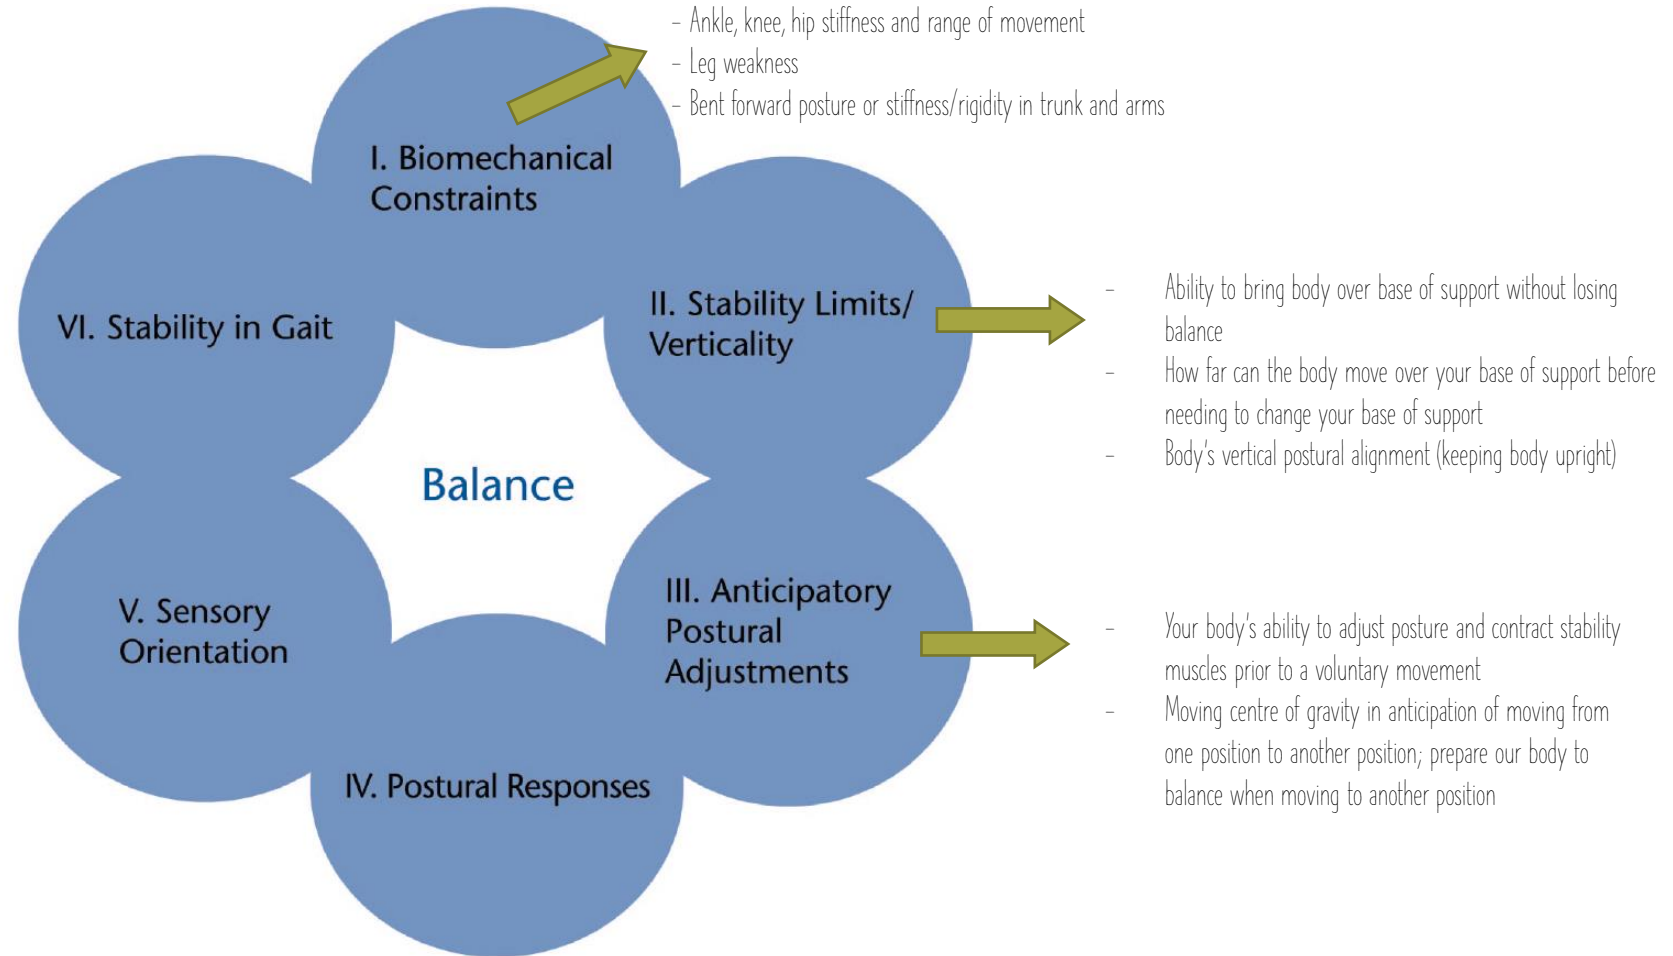 - Ankle, knee, hip stiffness and range of movement
- Leg weakness
- Bent forward posture or stiffness/rigidity in trunk and arms
I. Biomechanical
Constraints
II. Stability Limits/
Verticality
- Ability to bring body over base of support without losing
balance
- How far can the body move over your base of support before
needing to change your base of support
- Body's vertical postural alignment (keeping body upright)
VI. Stability in Gait
Balance
III. Anticipatory
Postural
Adjustments
- Your body's ability to adjust posture and contract stability
muscles prior to a voluntary movement
- Moving centre of gravity in anticipation of moving from
one position to another position; prepare our body to
balance when moving to another position
V. Sensory
Orientation
IV. Postural Responses